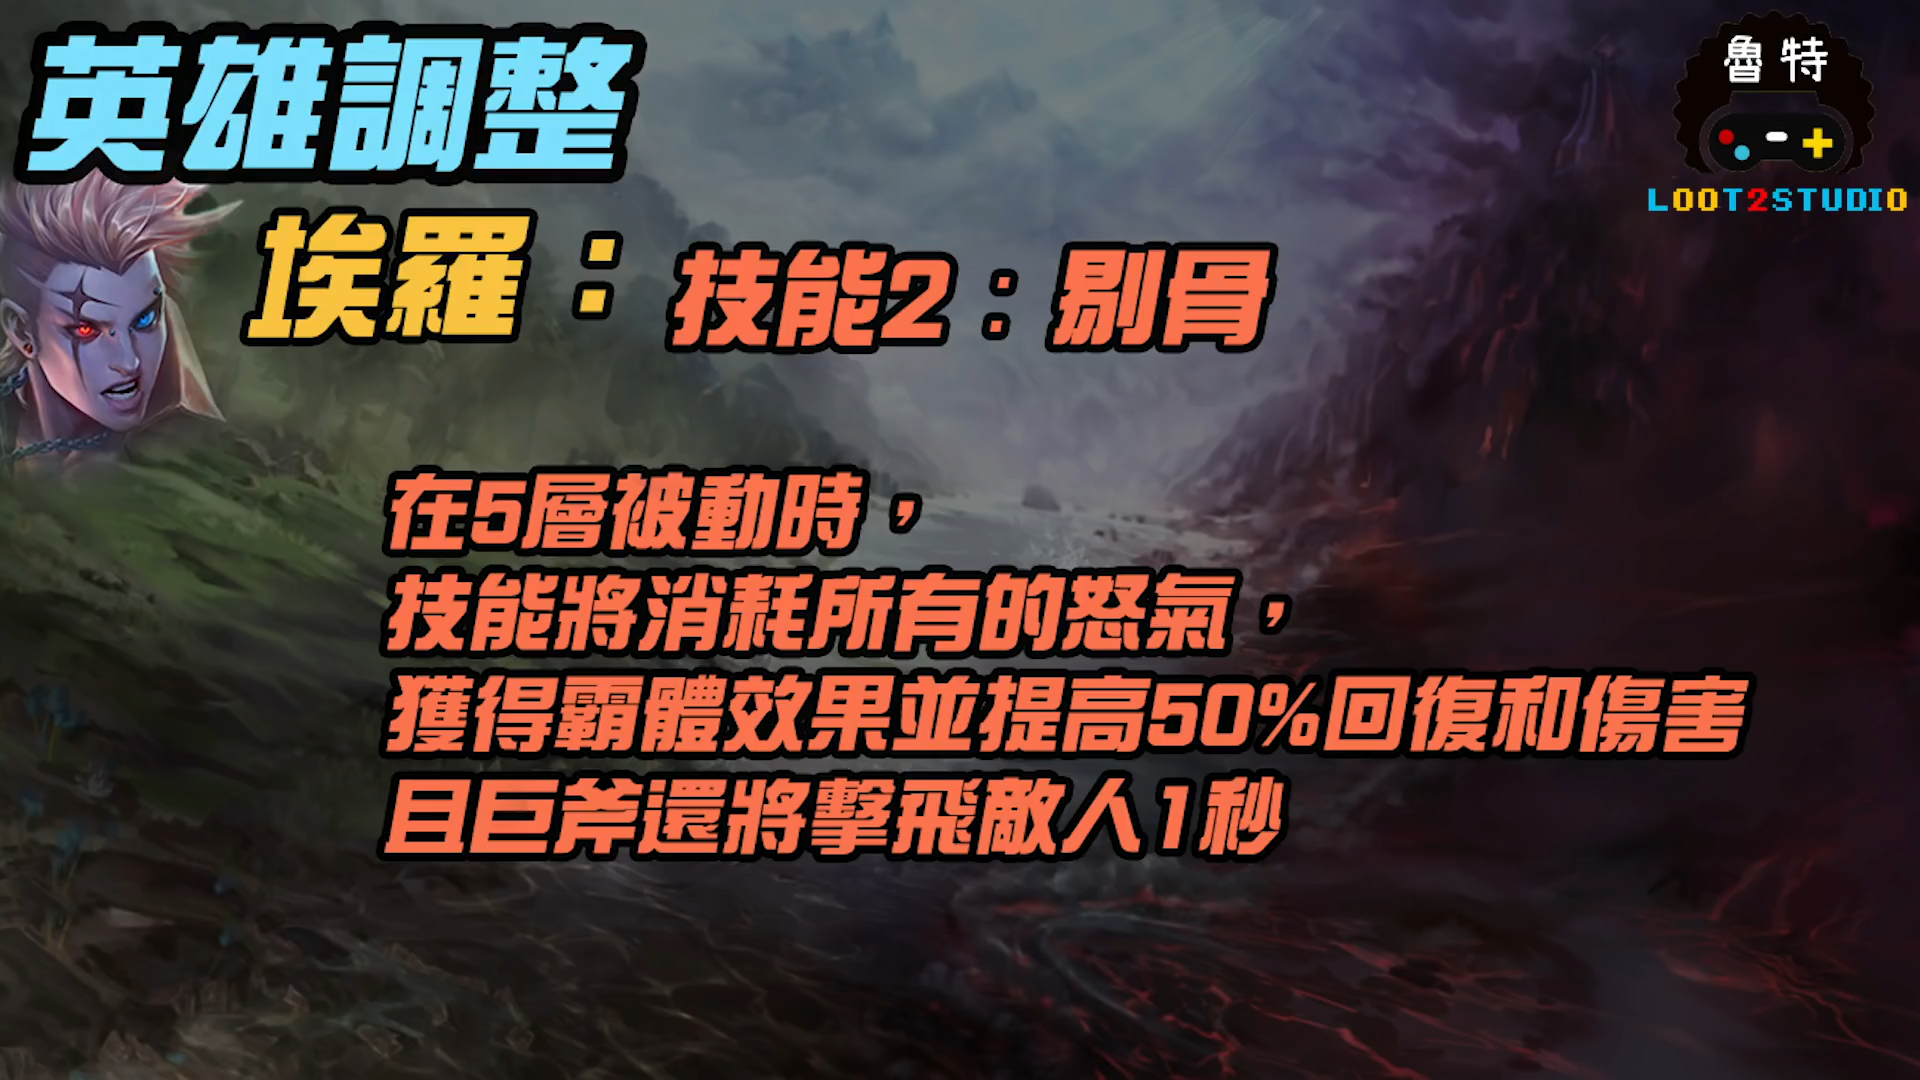 英雄調整
魯特
LOOT2STUDIO
埃羅：技能2：剔骨
在5層被動時，
技能將消耗所有的怒氣，
獲得霸體效果並提高50%回復和傷害
且巨斧還將擊飛敵人1秒